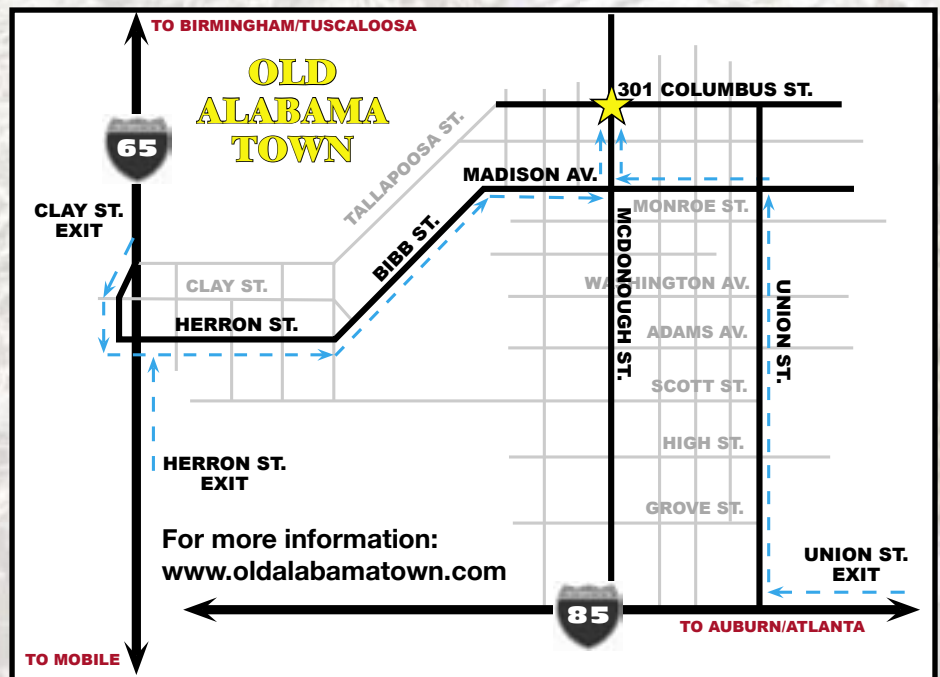 TO BIRMINGHAM/TUSCALOOSA
OLD
ALABAMA
TOWN
65
301 COLUMBUS ST.
TALLAPOOSA ST.
MADISON AV.
CLAY ST.
EXIT
MONROE ST.
BIBB ST.
MCDONOUGH ST.
CLAY ST.
WASHINGTON AV.
UNION ST.
HERRON ST.
ADAMS AV.
SCOTT ST.
HIGH ST.
HERRON ST.
EXIT
GROVE ST.
For more information:
www.oldalabamatown.com
UNION ST.
EXIT
85
TO AUBURN/ATLANTA
TO MOBILE